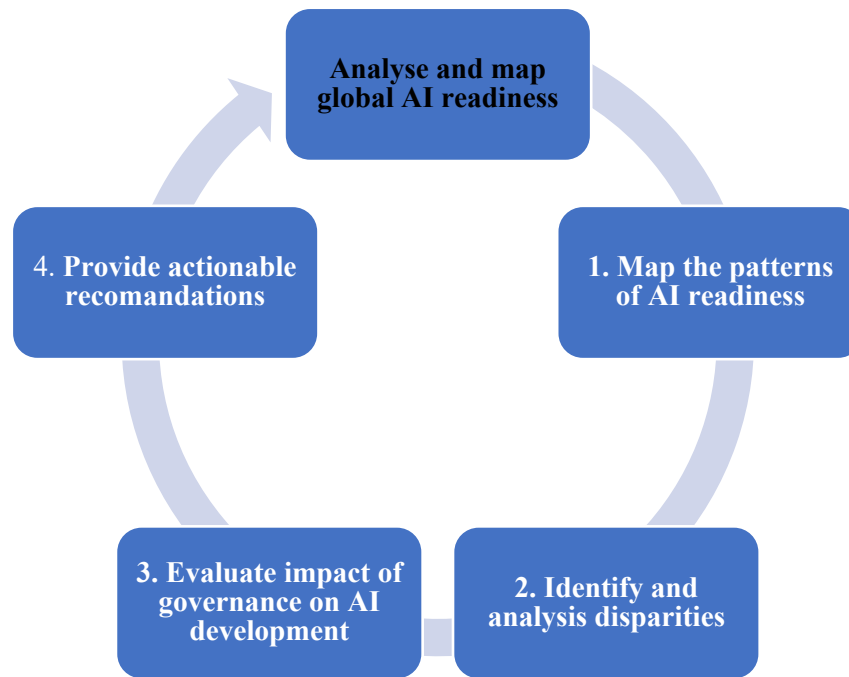 Analyse and map
global AI readiness
1. Map the patterns
of AI readiness
2. Identify and
analysis disparities
3. Evaluate impact of
governance on AI
development
4. Provide actionable
recomandations